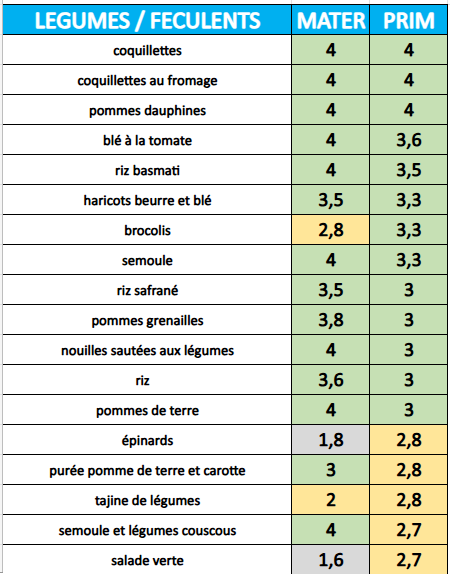 LEGUMES / FECULENTS MATER PRIM
coquillettes 4 4
coquillettes au fromage 4 4
pommes dauphines 4 4
blé à la tomate 4 3,6
riz basmati 4 3,5
haricots beurre et blé 3,5 3,3
brocolis 2,8 3,3
semoule 4 3,3
riz safrané 3,5 3
pommes grenailles 3,8 3
nouilles sautées aux légumes 4 3
riz 3,6 3
pommes de terre 4 3
épinards 1,8 2,8
purée pomme de terre et carotte 3 2,8
tajine de légumes 2 2,8
semoule et légumes couscous 4 2,7
salade verte 1,6 2,7